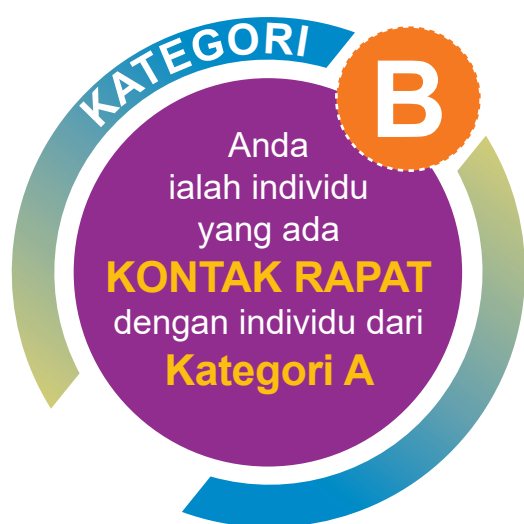 KATEGORI
B
Anda
ialah individu
yang ada
KONTAK RAPAT
dengan individu dari
Kategori A